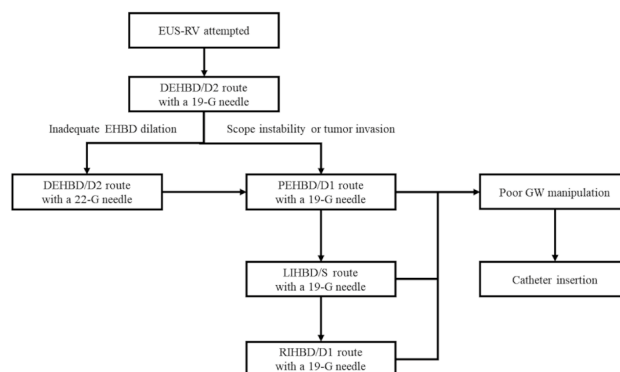 EUS-RV attempted
DEHBD/D2 route
with a 19-G needle
Inadequate EHBD dilation
Scope instability or tumor invasion
DEHBD/D2 route
with a 22-G needle
PEHBD/D1 route
with a 19-G needle
Poor GW manipulation
LIHBD/S route
with a 19-G needle
Catheter insertion
RIHBD/D1 route
with a 19-G needle